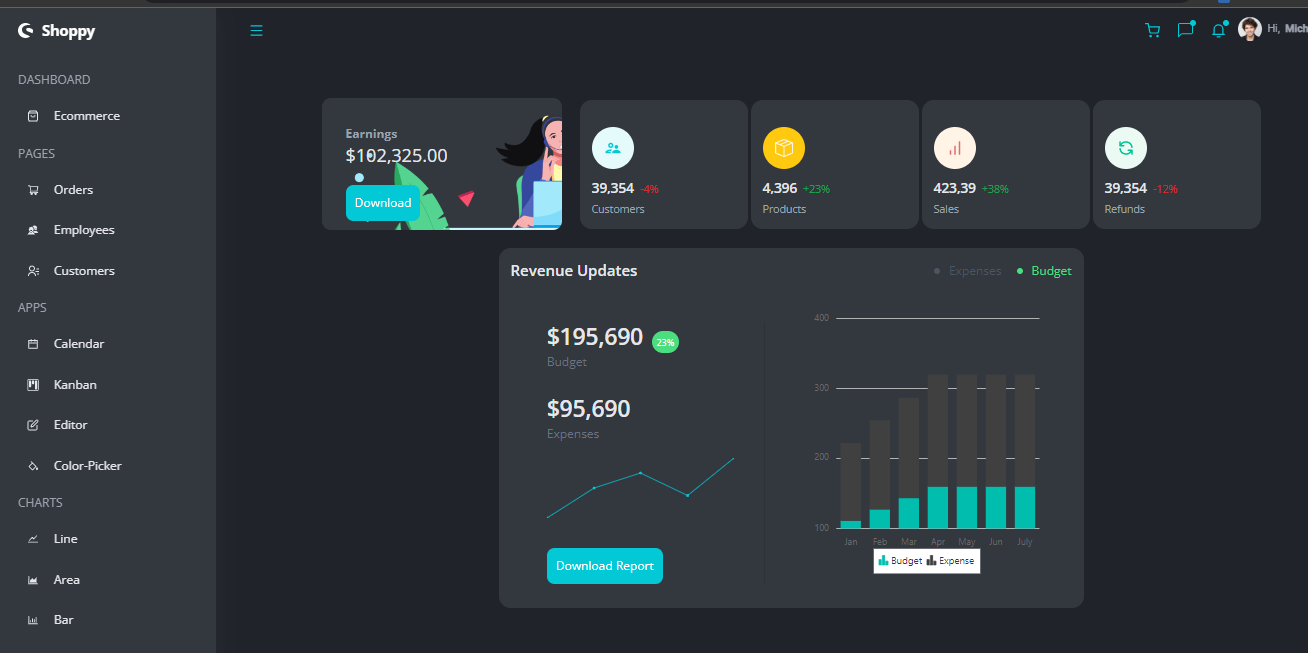 Shoppy
DASHBOARD
Ecommerce
PAGES
Orders
Employees
Customers
APPS
Calendar
Kanban
Editor
Color-Picker
CHARTS
Line
Area
Bar
Hi, Mich
Earnings
$102,325.00
Download
39,354 -4%
Customers
4,396 +23%
Products
423,39 +38%
Sales
39,354 -12%
Refunds
Revenue Updates
Expenses Budget
$195,690 23%
Budget
$95,690
Expenses
Download Report
400
300
200
100
Jan Feb Mar Apr May Jun July
Budget Expense